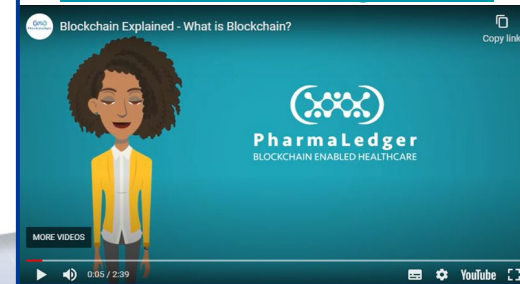 Blockchain Explained - What is Blockchain?
Copy link
PharmaLedger
BLOCKCHAIN ENABLED HEALTHCARE
MORE VIDEOS
0:05 / 2:39
YouTube